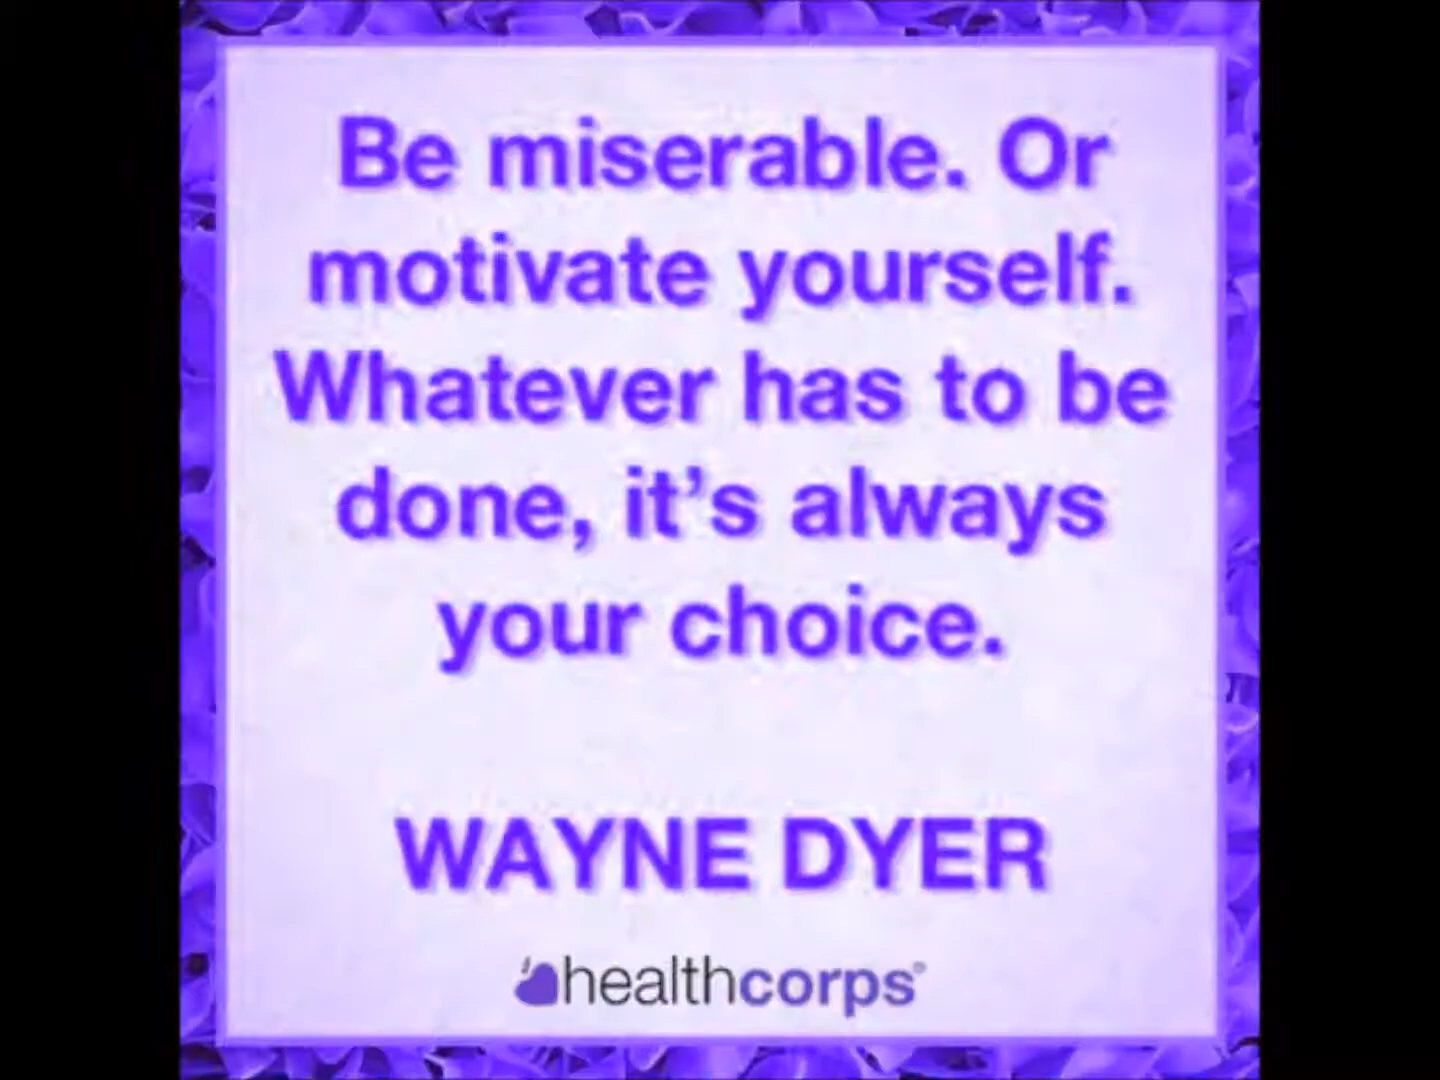 Be miserable. Or
motivate yourself.
Whatever has to be
done, it’s always
your choice.
WAYNE DYER
healthcorps®